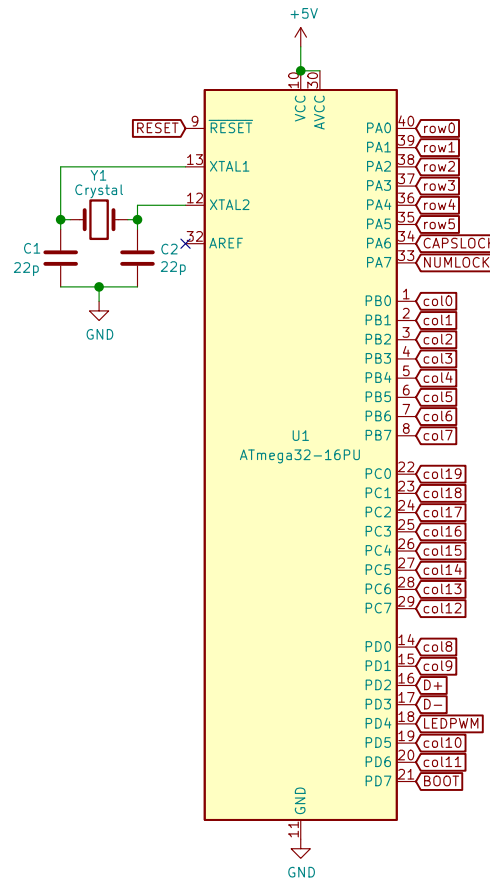 +5V
10 30
VCC AVCC
RESET 9 RESET PA0 40 row0
PA1 39 row1
13 XTAL1 PA2 38 row2
Y1 PA3 37 row3
Crystal
12 XTAL2 PA4 36 row4
PA5 35 row5
C1 22p
C2 22p
32 AREF PA6 34 CAPSLOCK
PA7 33 NUMLOCK
GND
PB0 1 col0
PB1 2 col1
PB2 3 col2
PB3 4 col3
PB4 5 col4
PB5 6 col5
PB6 7 col6
PB7 8 col7
U1
ATmega32-16PU
PC0 22 col19
PC1 23 col18
PC2 24 col17
PC3 25 col16
PC4 26 col15
PC5 27 col14
PC6 28 col13
PC7 29 col12
PD0 14 col8
PD1 15 col9
PD2 16 D+
PD3 17 D-
PD4 18 LEDPWM
PD5 19 col10
PD6 20 col11
PD7 21 BOOT
GND
11
GND